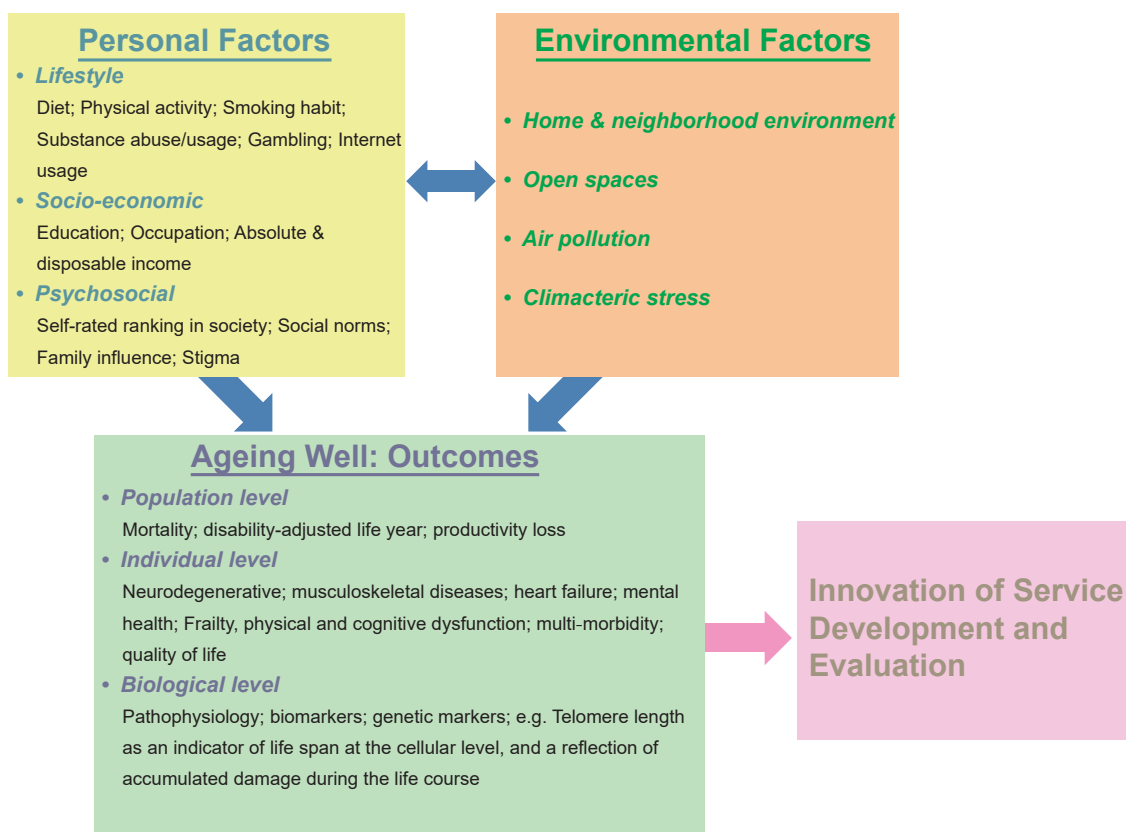 Personal Factors
• Lifestyle
Diet; Physical activity; Smoking habit;
Substance abuse/usage; Gambling; Internet
usage
• Socio-economic
Education; Occupation; Absolute &
disposable income
• Psychosocial
Self-rated ranking in society; Social norms;
Family influence; Stigma
Environmental Factors
• Home & neighborhood environment
• Open spaces
• Air pollution
• Climacteric stress
Ageing Well: Outcomes
• Population level
Mortality; disability-adjusted life year; productivity loss
• Individual level
Neurodegenerative; musculoskeletal diseases; heart failure; mental
health; Frailty, physical and cognitive dysfunction; multi-morbidity;
quality of life
• Biological level
Pathophysiology; biomarkers; genetic markers; e.g. Telomere length
as an indicator of life span at the cellular level, and a reflection of
accumulated damage during the life course
Innovation of Service
Development and
Evaluation